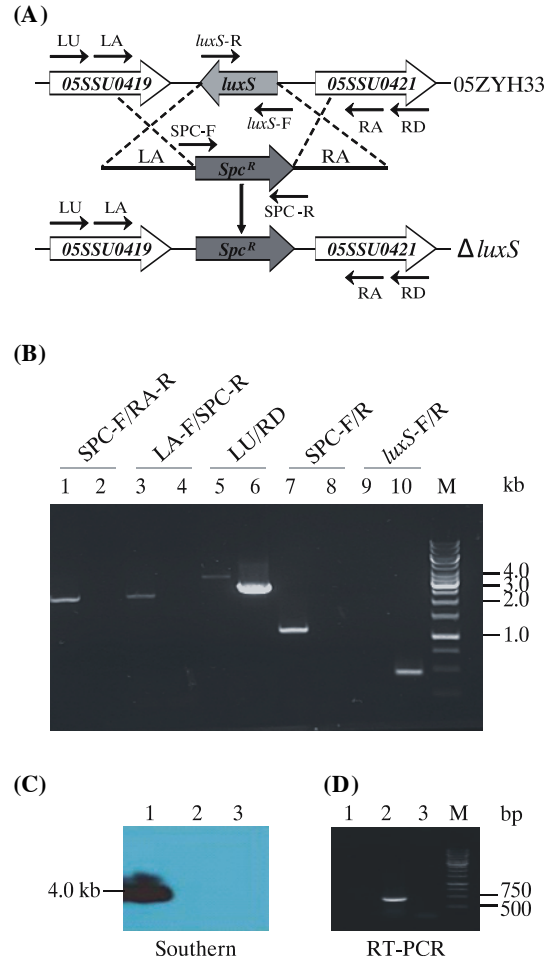 (A)
LU LA luxS-R
05SSU0419 luxS 05SSU0421 05ZYH33
luxS-F RA RD
SPC-F
LA Spc^R RA
SPC-R
LU LA
05SSU0419 Spc^R 05SSU0421 Δ luxS
RA RD
(B)
SPC-F/RA-R LA-F/SPC-R LU/RD SPC-F/R luxS-F/R
1 2 3 4 5 6 7 8 9 10 M kb
4.0
3.0
2.0
1.0
(C)
1 2 3
4.0 kb
Southern
(D)
1 2 3 M bp
750
500
RT-PCR